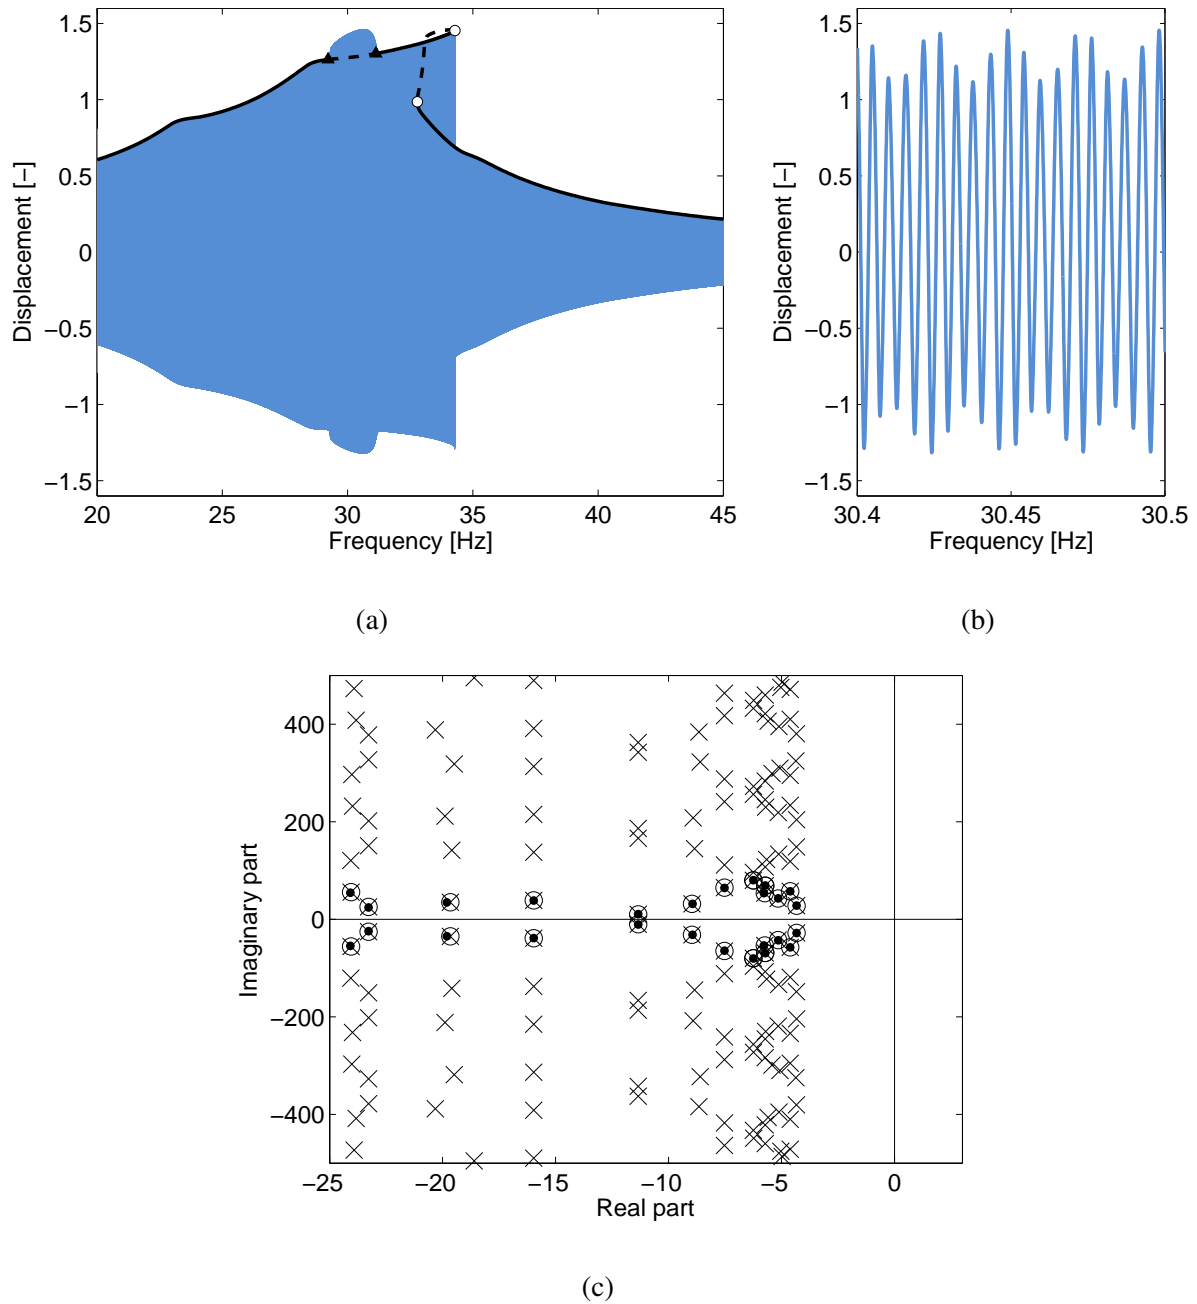 1.5
1
0.5
0
−0.5
−1
−1.5
Displacement [−]
20 25 30 35 40 45
Frequency [Hz]
(a)
1.5
1
0.5
0
−0.5
−1
−1.5
Displacement [−]
30.4 30.45 30.5
Frequency [Hz]
(b)
400
200
0
−200
−400
Imaginary part
−25 −20 −15 −10 −5 0
Real part
(c)